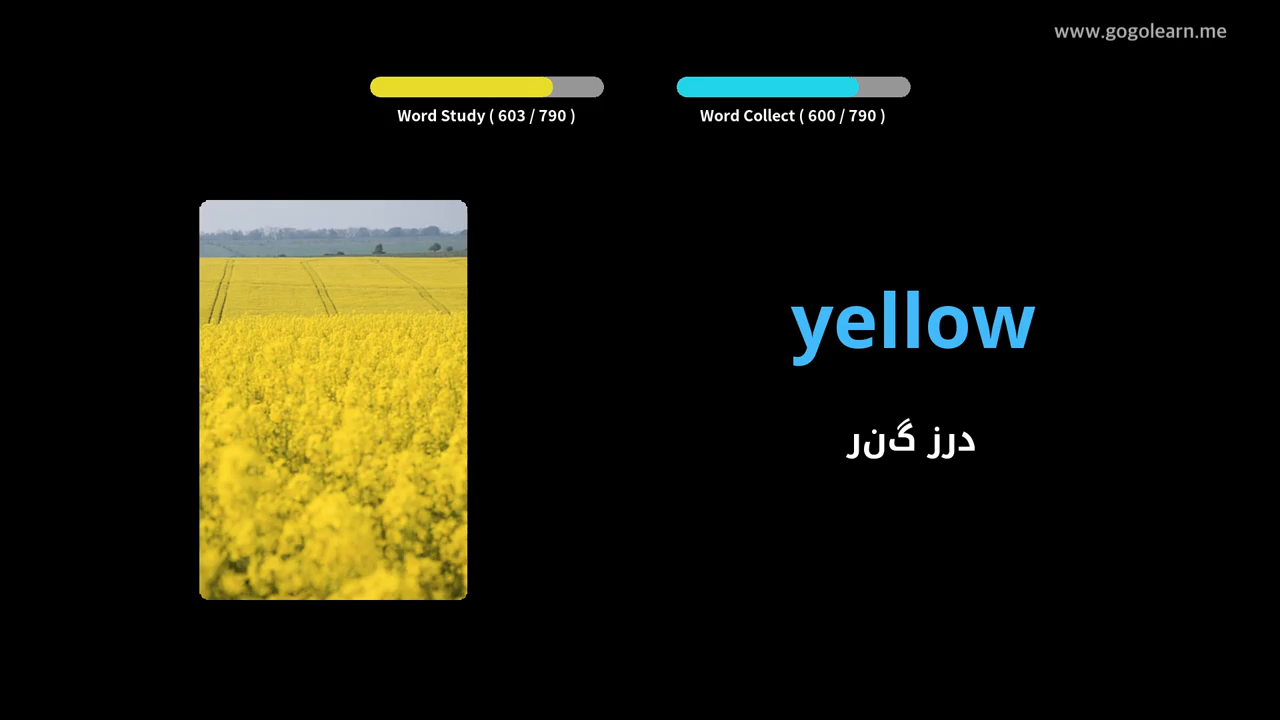 www.gogolearn.me
Word Study ( 603 / 790 )
Word Collect ( 600 / 790 )
yellow
درز گنر